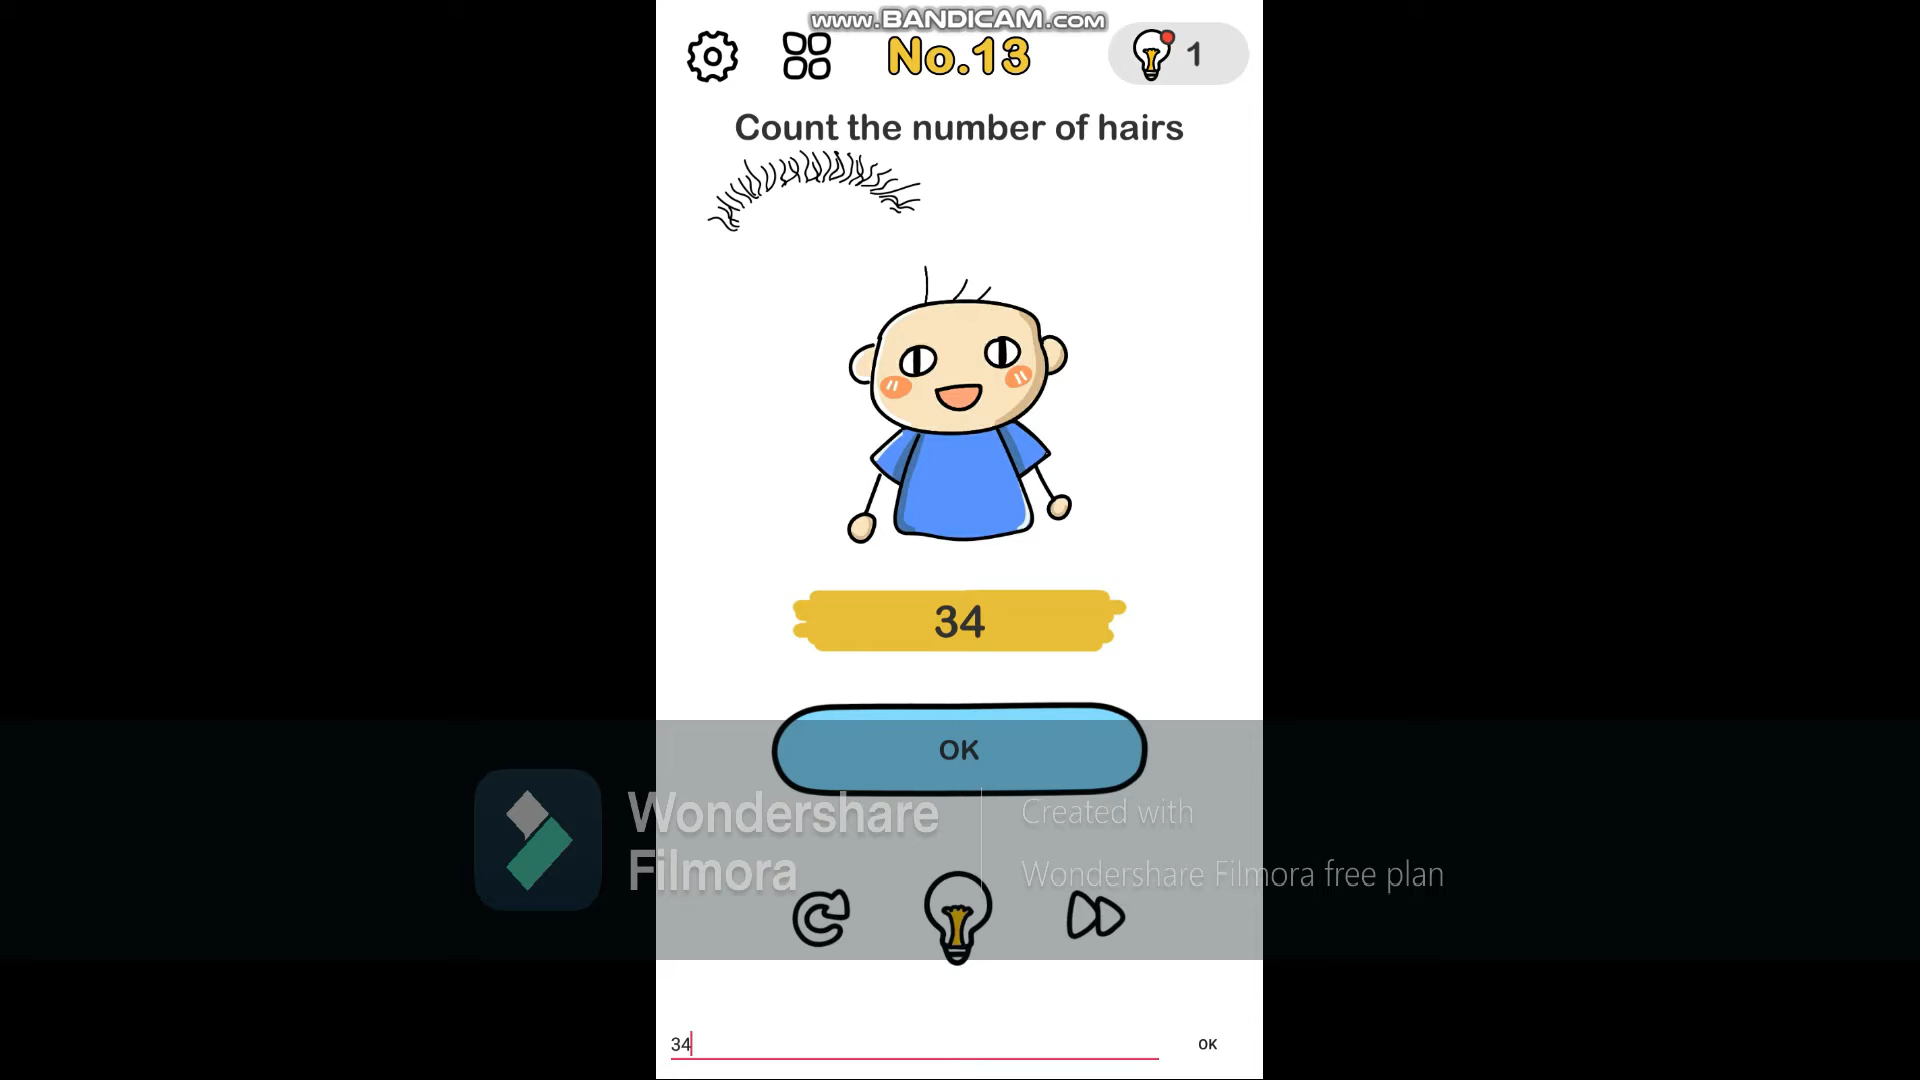 www.BANDICAM.com
No.13
1
Count the number of hairs
34
OK
Wondershare
Filmora
Created with
Wondershare Filmora free plan
34
OK